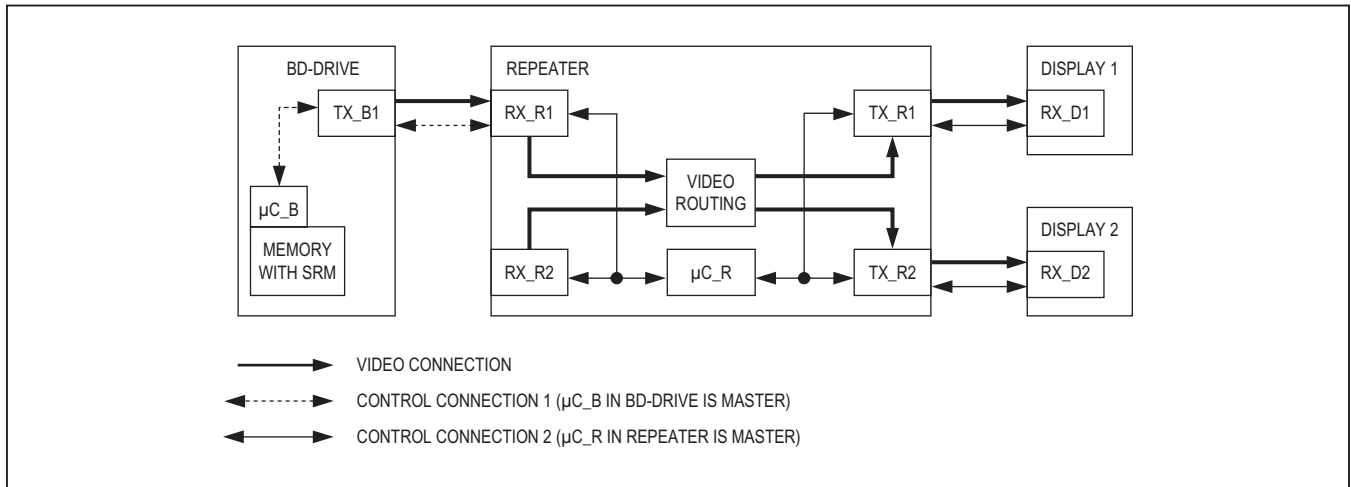 BD-DRIVE
TX_B1
µC_B
MEMORY
WITH SRM
REPEATER
RX_R1
RX_R2
VIDEO
ROUTING
µC_R
TX_R1
TX_R2
DISPLAY 1
RX_D1
DISPLAY 2
RX_D2
VIDEO CONNECTION
CONTROL CONNECTION 1 (µC_B IN BD-DRIVE IS MASTER)
CONTROL CONNECTION 2 (µC_R IN REPEATER IS MASTER)